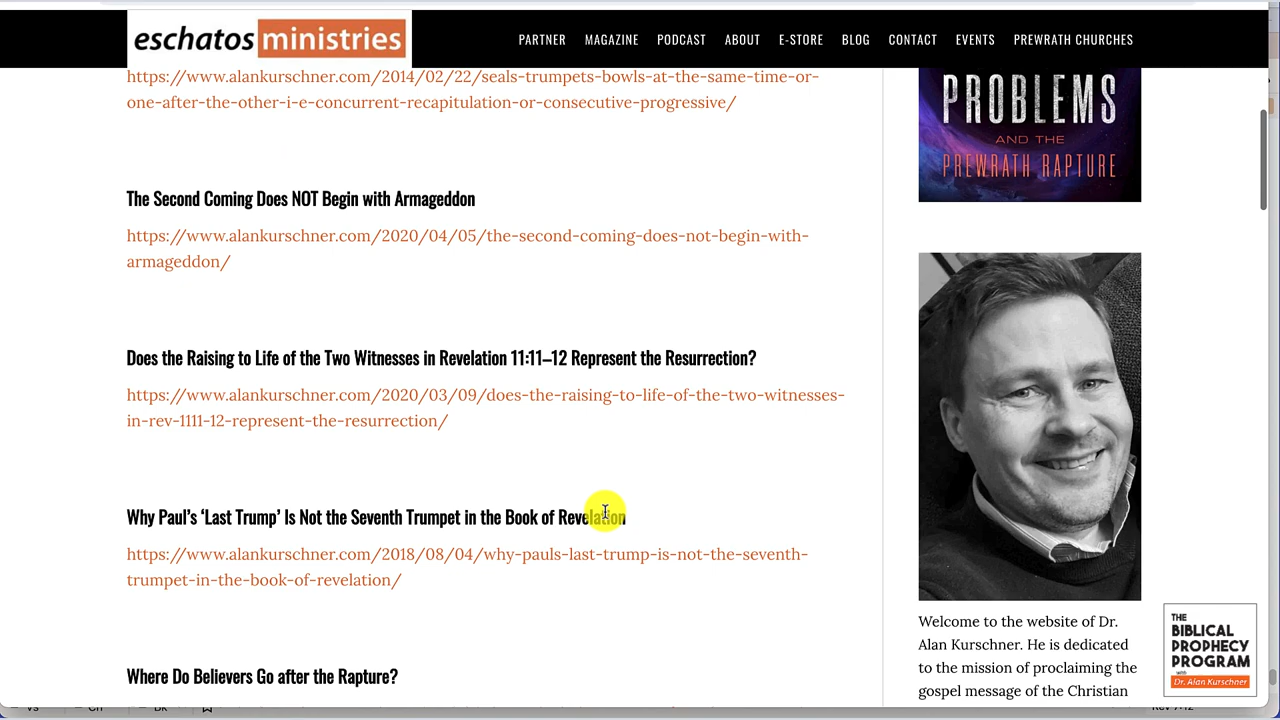 eschatos ministries
PARTNER MAGAZINE PODCAST ABOUT E-STORE BLOG CONTACT EVENTS PREWRATH CHURCHES
https://www.alankurschner.com/2014/02/22/seals-trumpets-bowls-at-the-same-time-or-
one-after-the-other-i-e-concurrent-recapitulation-or-consecutive-progressive/
The Second Coming Does NOT Begin with Armageddon
https://www.alankurschner.com/2020/04/05/the-second-coming-does-not-begin-with-
armageddon/
Does the Raising to Life of the Two Witnesses in Revelation 11:11–12 Represent the Resurrection?
https://www.alankurschner.com/2020/03/09/does-the-raising-to-life-of-the-two-witnesses-
in-rev-1111-12-represent-the-resurrection/
Why Paul’s ‘Last Trump’ Is Not the Seventh Trumpet in the Book of Revelation
https://www.alankurschner.com/2018/08/04/why-pauls-last-trump-is-not-the-seventh-
trumpet-in-the-book-of-revelation/
Where Do Believers Go after the Rapture?
PROBLEMS
AND THE
PREWRATH RAPTURE
Welcome to the website of Dr.
Alan Kurschner. He is dedicated
to the mission of proclaiming the
gospel message of the Christian
THE
BIBLICAL
PROPHECY
PROGRAM
with
Dr. Alan Kurschner